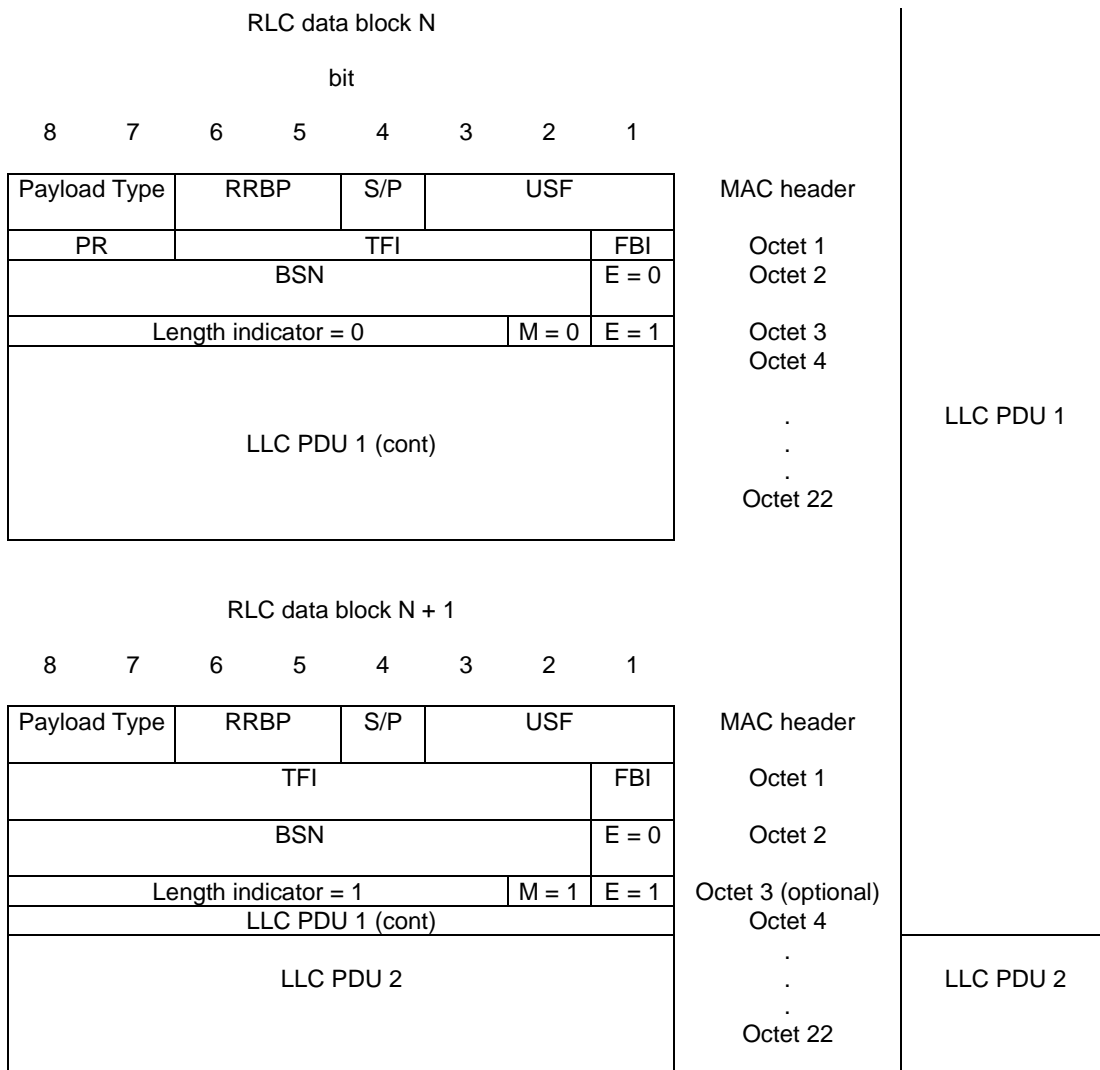 RLC data block N
bit
8 7 6 5 4 3 2 1
Payload Type RRBP S/P USF MAC header
PR TFI FBI Octet 1
BSN E = 0 Octet 2
Length indicator = 0 M = 0 E = 1 Octet 3
Octet 4
.
LLC PDU 1 (cont) . LLC PDU 1
.
Octet 22
RLC data block N + 1
8 7 6 5 4 3 2 1
Payload Type RRBP S/P USF MAC header
TFI FBI Octet 1
BSN E = 0 Octet 2
Length indicator = 1 M = 1 E = 1 Octet 3 (optional)
LLC PDU 1 (cont) Octet 4
.
LLC PDU 2 . LLC PDU 2
.
Octet 22